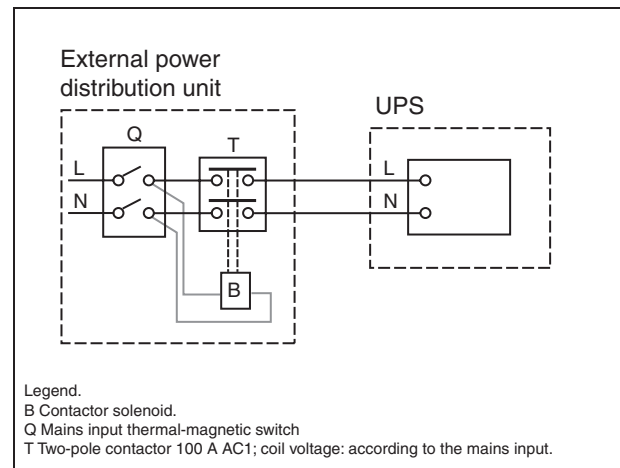 External power
distribution unit
UPS
Q
T
L
N
L
N
B
Legend.
B Contactor solenoid.
Q Mains input thermal-magnetic switch
T Two-pole contactor 100 A AC1; coil voltage: according to the mains input.